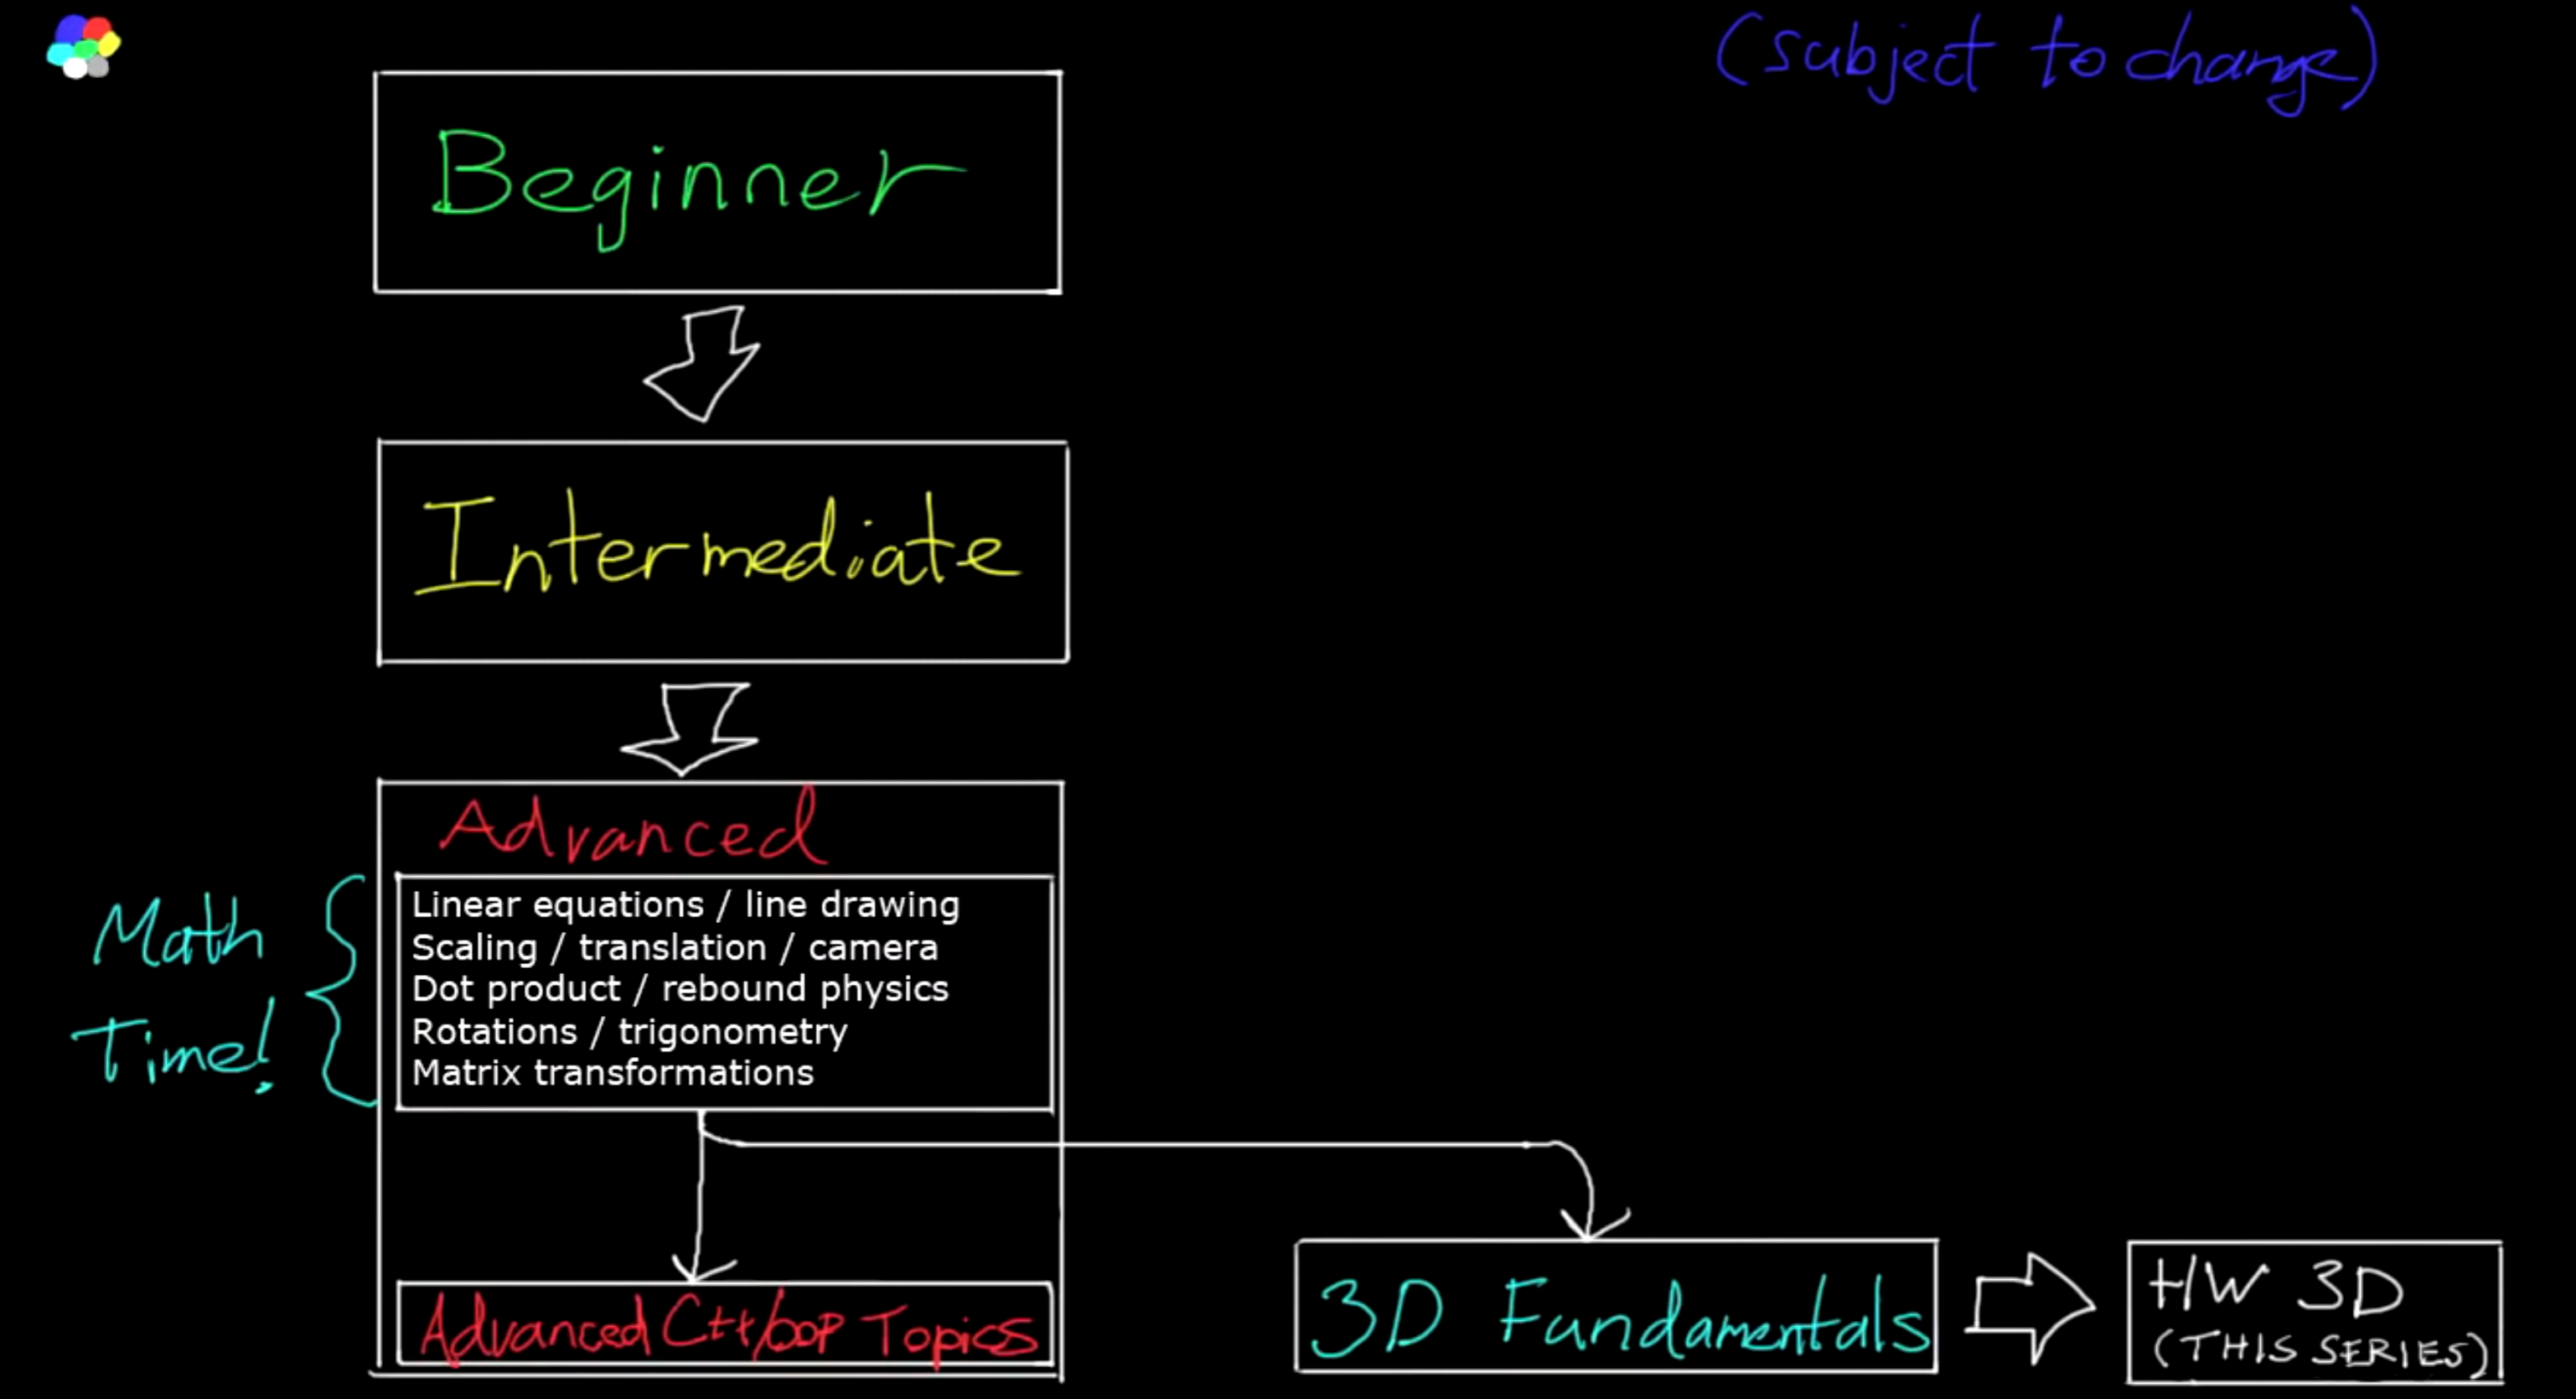 (subject to change)
Beginner
Intermediate
Advanced
Math
Time!
Linear equations / line drawing
Scaling / translation / camera
Dot product / rebound physics
Rotations / trigonometry
Matrix transformations
Advanced C++/oop Topics
3D Fundamentals
HW 3D
(THIS SERIES)